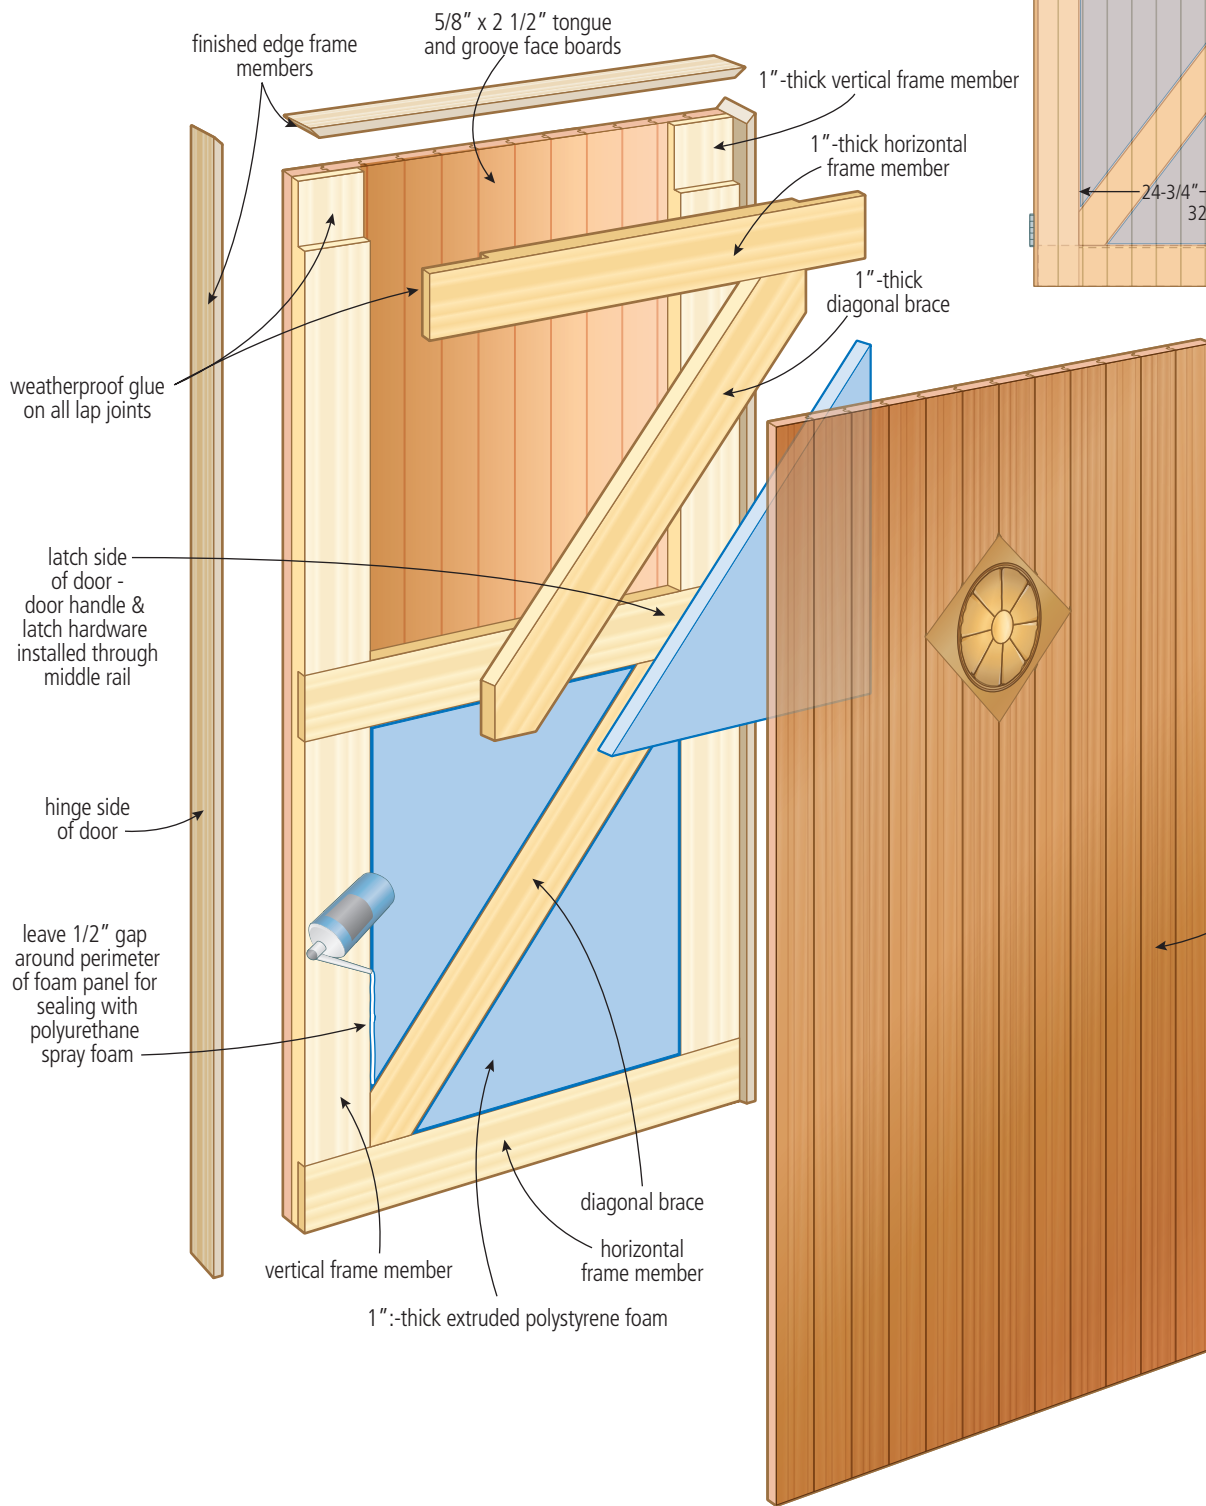 5/8” x 2 1/2” tongue
and groove face boards
finished edge frame
members
1”-thick vertical frame member
1”-thick horizontal
frame member
24-3/4”
32
1”-thick
diagonal brace
weatherproof glue
on all lap joints
latch side
of door -
door handle &
latch hardware
installed through
middle rail
hinge side
of door
leave 1/2” gap
around perimeter
of foam panel for
sealing with
polyurethane
spray foam
diagonal brace
horizontal
frame member
vertical frame member
1”:-thick extruded polystyrene foam